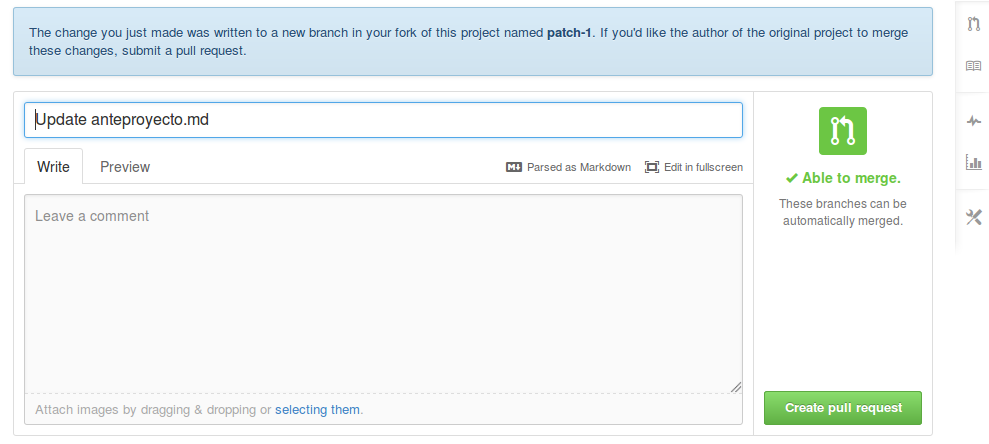 The change you just made was written to a new branch in your fork of this project named patch-1. If you'd like the author of the original project to merge
these changes, submit a pull request.
Update anteproyecto.md
Write
Preview
Parsed as Markdown
Edit in fullscreen
Leave a comment
Attach images by dragging & dropping or selecting them.
Able to merge.
These branches can be
automatically merged.
Create pull request